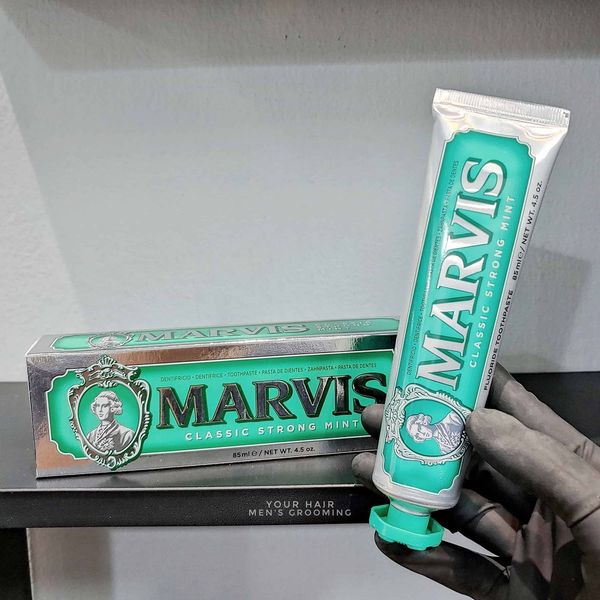 MARVIS
DENTIFRICIO • DENTIFRICE • TOOTHPASTE • PASTA DE DIENTES • ZAHNPASTA • PASTA DE DENTES
MARVIS
CLASSIC STRONG MINT
85ml e / NET WT. 4.5 oz.
MARVIS
CLASSIC STRONG MINT
FLUORIDE TOOTHPASTE 85ml e / NET WT. 4.5 oz.
YOUR HAIR
MEN'S GROOMING